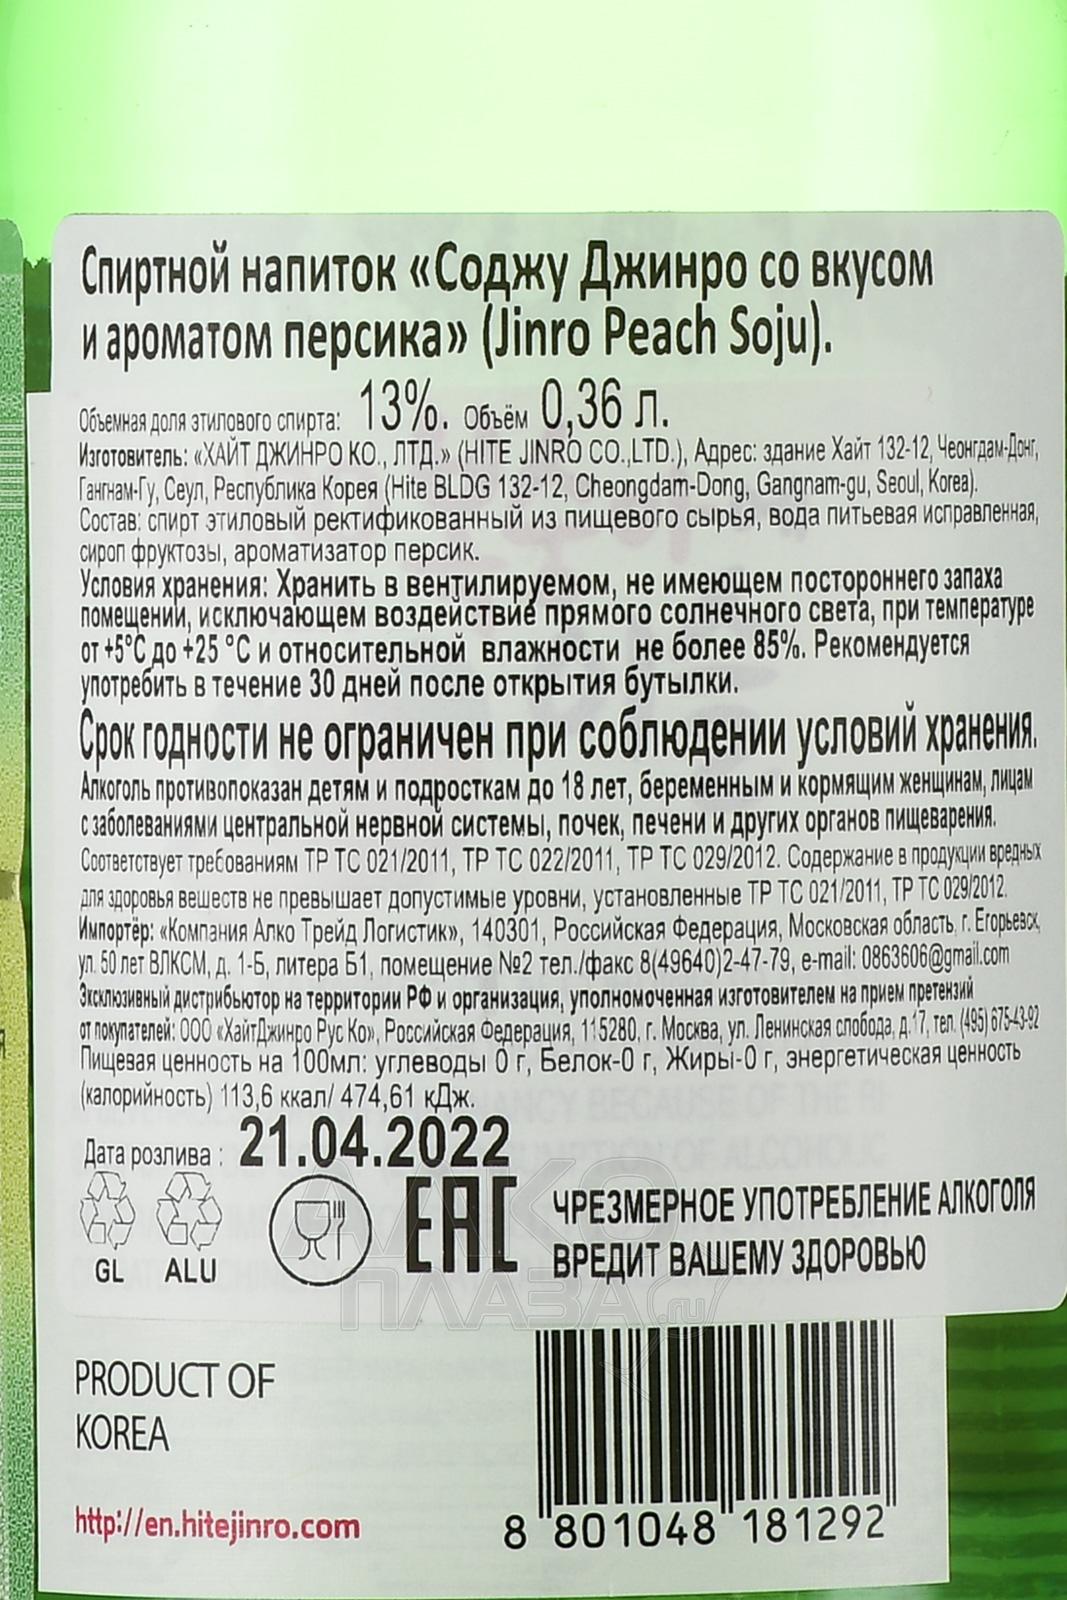 Спиртной напиток «Соджу Джинро со вкусом
и ароматом персика» (Jinro Peach Soju).
Объемная доля этилового спирта: 13%. Объём 0,36 л.
Изготовитель: «ХАЙТ ДЖИНРО КО., ЛТД.» (HITE JINRO CO.,LTD.), Адрес: здание Хайт 132-12, Чеонгдам-Донг,
Гангнам-Гу, Сеул, Республика Корея (Hite BLDG 132-12, Cheongdam-Dong, Gangnam-gu, Seoul, Korea).
Состав: спирт этиловый ректификованный из пищевого сырья, вода питьевая исправленная,
сироп фруктозы, ароматизатор персик.
Условия хранения: Хранить в вентилируемом, не имеющем постороннего запаха
помещении, исключающем воздействие прямого солнечного света, при температуре
от +5°C до +25 °C и относительной влажности не более 85%. Рекомендуется
употребить в течение 30 дней после открытия бутылки.
Срок годности не ограничен при соблюдении условий хранения.
Алкоголь противопоказан детям и подросткам до 18 лет, беременным и кормящим женщинам, лицам
с заболеваниями центральной нервной системы, почек, печени и других органов пищеварения.
Соответствует требованиям ТР ТС 021/2011, ТР ТС 022/2011, ТР ТС 029/2012. Содержание в продукции вредных
для здоровья веществ не превышает допустимые уровни, установленные ТР ТС 021/2011, ТР ТС 029/2012.
Импортёр: «Компания Алко Трейд Логистик», 140301, Российская Федерация, Московская область, г. Егорьевск,
ул. 50 лет ВЛКСМ, д. 1-Б, литера Б1, помещение №2 тел./факс 8(49640)2-47-79, e-mail: 0863606@gmail.com
Эксклюзивный дистрибьютор на территории РФ и организация, уполномоченная изготовителем на прием претензий
от покупателей: ООО «ХайтДжинро Рус Ко», Российская Федерация, 115280, г. Москва, ул. Ленинская слобода, д.17, тел. (495) 675-43-92
Пищевая ценность на 100мл: углеводы 0 г, Белок-0 г, Жиры-0 г, энергетическая ценность
(калорийность) 113,6 ккал/ 474,61 кДж.
Дата розлива : 21.04.2022
GL ALU
EAC
ЧРЕЗМЕРНОЕ УПОТРЕБЛЕНИЕ АЛКОГОЛЯ
ВРЕДИТ ВАШЕМУ ЗДОРОВЬЮ
АЛКО
ПЛАЗА.ru
PRODUCT OF
KOREA
http://en.hitejinro.com
8 801048 181292